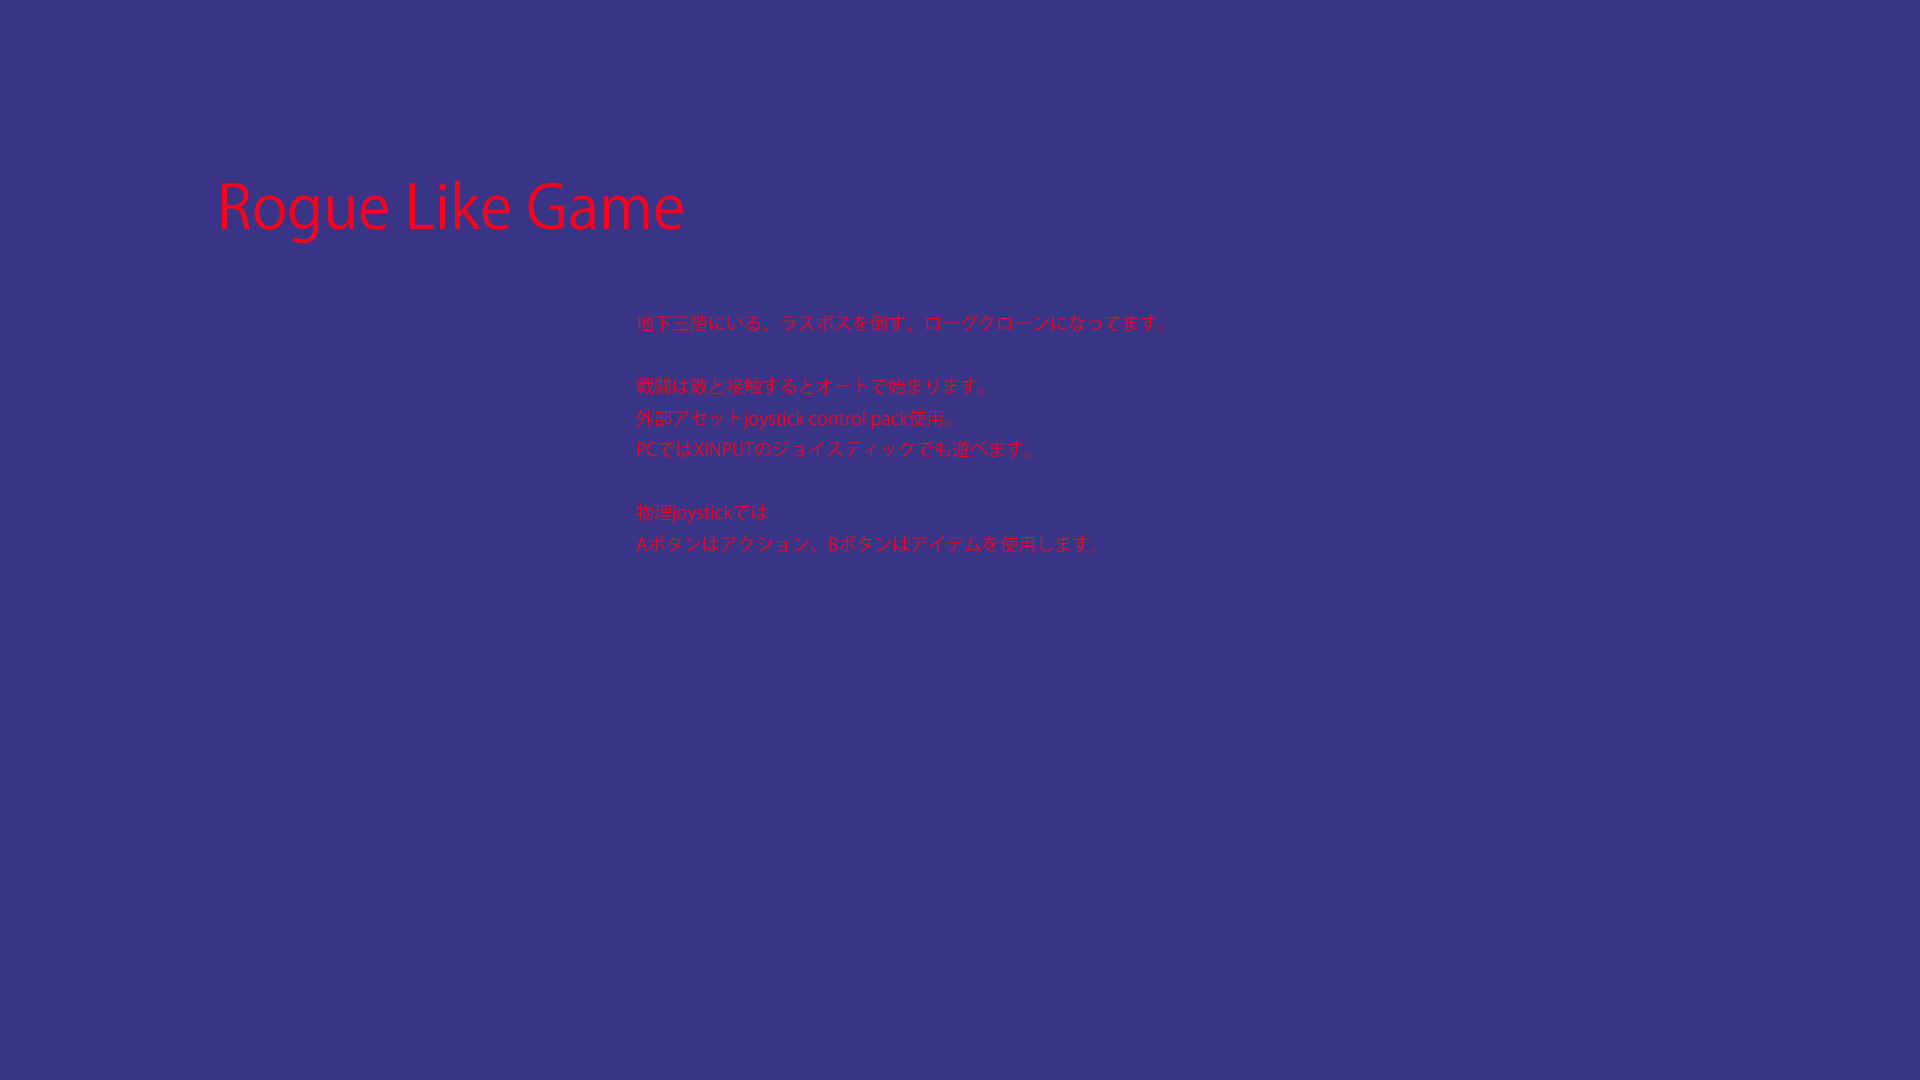 Rogue Like Game
地下三階にいる、ラスボスを倒す、ローグクローンになってます。
戦闘は敵と接触するとオートで始まります。
外部アセットjoystick control pack使用。
PCではXINPUTのジョイスティックでも遊べます。
物理joystickでは
Aボタンはアクション、Bボタンはアイテムを使用します。